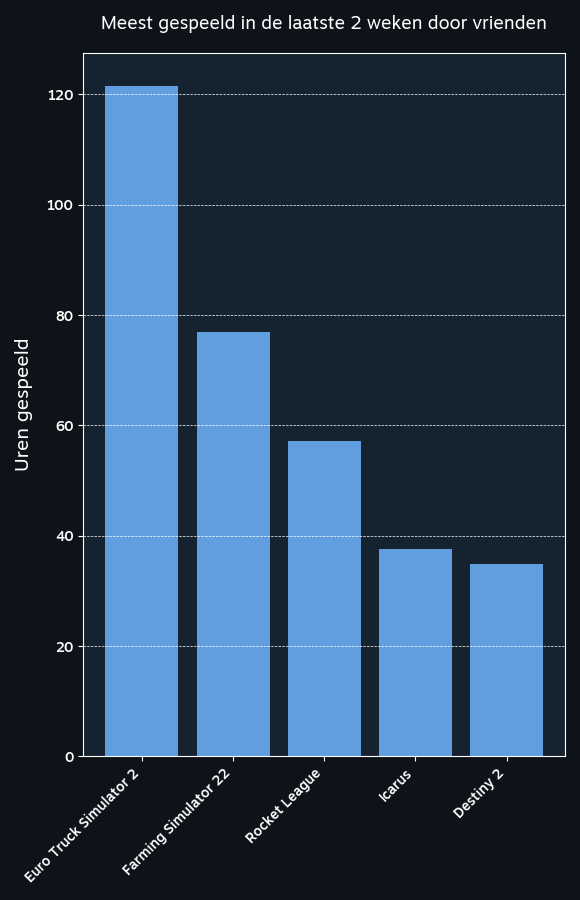 Meest gespeeld in de laatste 2 weken door vrienden
Uren gespeeld
120
100
80
60
40
20
0
Euro Truck Simulator 2
Farming Simulator 22
Rocket League
Icarus
Destiny 2